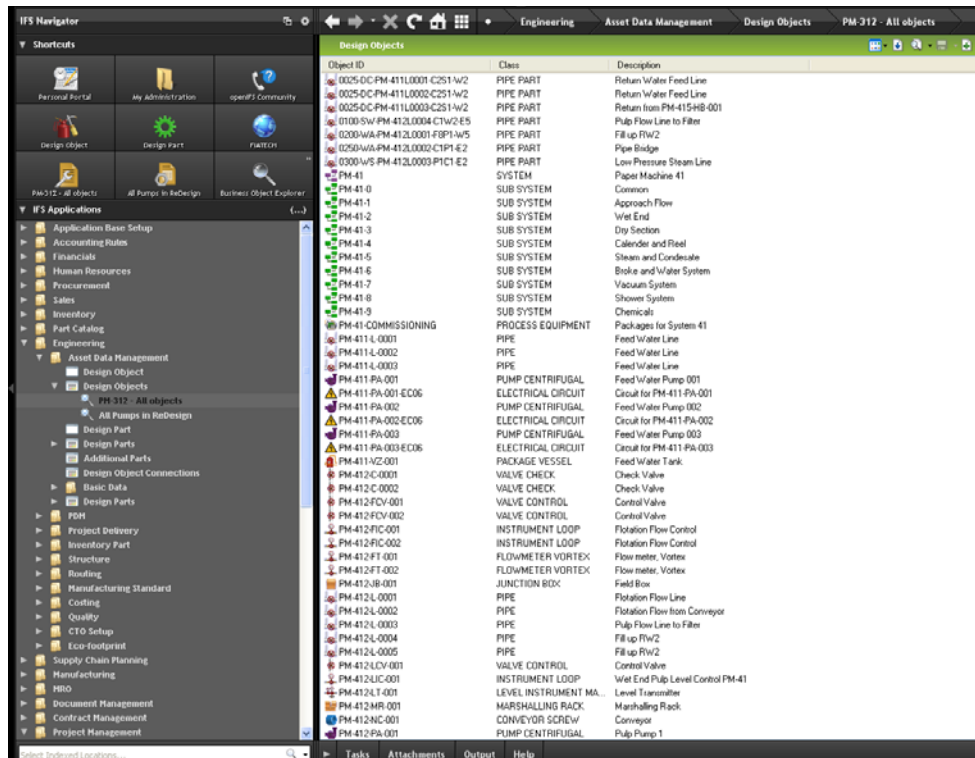 IFS Navigator
Engineering Asset Data Management Design Objects PM-312 - All objects
Shortcuts
Personal Portal My Administration openIFS Community
Design Object Design Part FIATECH
PM-312 - All objects All Pumps in ReDesign Business Object Explorer
IFS Applications (...)
Application Base Setup
Accounting Rules
Financials
Human Resources
Procurement
Sales
Inventory
Part Catalog
Engineering
Asset Data Management
Design Object
Design Objects
PM-312 - All objects
All Pumps in ReDesign
Design Part
Design Parts
Additional Parts
Design Object Connections
Basic Data
Design Parts
PDM
Project Delivery
Inventory Part
Structure
Routing
Manufacturing Standard
Costing
Quality
CTO Setup
Eco-footprint
Supply Chain Planning
Manufacturing
MRO
Document Management
Contract Management
Project Management
Select Indexed Locations...
Design Objects
Object ID Class Description
0025-DC-PM-411L0001-C2S1-W2 PIPE PART Return Water Feed Line
0025-DC-PM-411L0002-C2S1-W2 PIPE PART Return Water Feed Line
0025-DC-PM-411L0003-C2S1-W2 PIPE PART Return from PM-415-HB-001
0100-SW-PM-412L0004-C1W2-E5 PIPE PART Pulp Flow Line to Filter
0200-WA-PM-412L0001-F8P1-W5 PIPE PART Fill up RW2
0250-WA-PM-412L0002-C1P1-E2 PIPE PART Pipe Bridge
0300-WS-PM-412L0003-P1C1-E2 PIPE PART Low Pressure Steam Line
PM-41 SYSTEM Paper Machine 41
PM-41-0 SUB SYSTEM Common
PM-41-1 SUB SYSTEM Approach Flow
PM-41-2 SUB SYSTEM Wet End
PM-41-3 SUB SYSTEM Dry Section
PM-41-4 SUB SYSTEM Calender and Reel
PM-41-5 SUB SYSTEM Steam and Condesate
PM-41-6 SUB SYSTEM Broke and Water System
PM-41-7 SUB SYSTEM Vacuum System
PM-41-8 SUB SYSTEM Shower System
PM-41-9 SUB SYSTEM Chemicals
PM-41-COMMISSIONING PROCESS EQUIPMENT Packages for System 41
PM-411-L-0001 PIPE Feed Water Line
PM-411-L-0002 PIPE Feed Water Line
PM-411-L-0003 PIPE Feed Water Line
PM-411-PA-001 PUMP CENTRIFUGAL Feed Water Pump 001
PM-411-PA-001-EC06 ELECTRICAL CIRCUIT Circuit for PM-411-PA-001
PM-411-PA-002 PUMP CENTRIFUGAL Feed Water Pump 002
PM-411-PA-002-EC06 ELECTRICAL CIRCUIT Circuit for PM-411-PA-002
PM-411-PA-003 PUMP CENTRIFUGAL Feed Water Pump 003
PM-411-PA-003-EC06 ELECTRICAL CIRCUIT Circuit for PM-411-PA-003
PM-411-VZ-001 PACKAGE VESSEL Feed Water Tank
PM-412-C-0001 VALVE CHECK Check Valve
PM-412-C-0002 VALVE CHECK Check Valve
PM-412-FCV-001 VALVE CONTROL Control Valve
PM-412-FCV-002 VALVE CONTROL Control Valve
PM-412-FIC-001 INSTRUMENT LOOP Flotation Flow Control
PM-412-FIC-002 INSTRUMENT LOOP Flotation Flow Control
PM-412-FT-001 FLOWMETER VORTEX Flow meter, Vortex
PM-412-FT-002 FLOWMETER VORTEX Flow meter, Vortex
PM-412-JB-001 JUNCTION BOX Field Box
PM-412-L-0001 PIPE Flotation Flow Line
PM-412-L-0002 PIPE Flotation Flow from Conveyor
PM-412-L-0003 PIPE Pulp Flow Line to Filter
PM-412-L-0004 PIPE Fill up RW2
PM-412-L-0005 PIPE Fill up RW2
PM-412-LCV-001 VALVE CONTROL Control Valve
PM-412-LIC-001 INSTRUMENT LOOP Wet End Pulp Level Control PM-41
PM-412-LT-001 LEVEL INSTRUMENT MA... Level Transmitter
PM-412-MR-001 MARSHALLING RACK Marshalling Rack
PM-412-NC-001 CONVEYOR SCREW Conveyor
PM-412-PA-001 PUMP CENTRIFUGAL Pulp Pump 1
Tasks Attachments Output Help